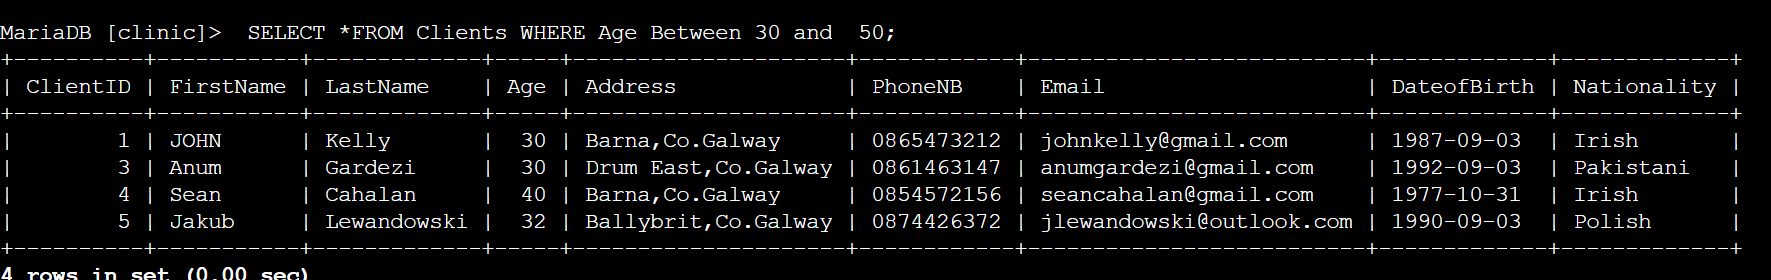 MariaDB [clinic]>  SELECT *FROM Clients WHERE Age Between 30 and  50;
+----------+-----------+-------------+-----+--------------------+------------+--------------------------+-------------+-------------+
| ClientID | FirstName | LastName    | Age | Address            | PhoneNB    | Email                    | DateofBirth | Nationality |
+----------+-----------+-------------+-----+--------------------+------------+--------------------------+-------------+-------------+
|        1 | JOHN      | Kelly       |  30 | Barna,Co.Galway    | 0865473212 | johnkelly@gmail.com      | 1987-09-03  | Irish       |
|        3 | Anum      | Gardezi     |  30 | Drum East,Co.Galway | 0861463147 | anumgardezi@gmail.com    | 1992-09-03  | Pakistani   |
|        4 | Sean      | Cahalan     |  40 | Barna,Co.Galway    | 0854572156 | seancahalan@gmail.com    | 1977-10-31  | Irish       |
|        5 | Jakub     | Lewandowski |  32 | Ballybrit,Co.Galway | 0874426372 | jlewandowski@outlook.com | 1990-09-03  | Polish      |
+----------+-----------+-------------+-----+--------------------+------------+--------------------------+-------------+-------------+
4 rows in set (0.00 sec)